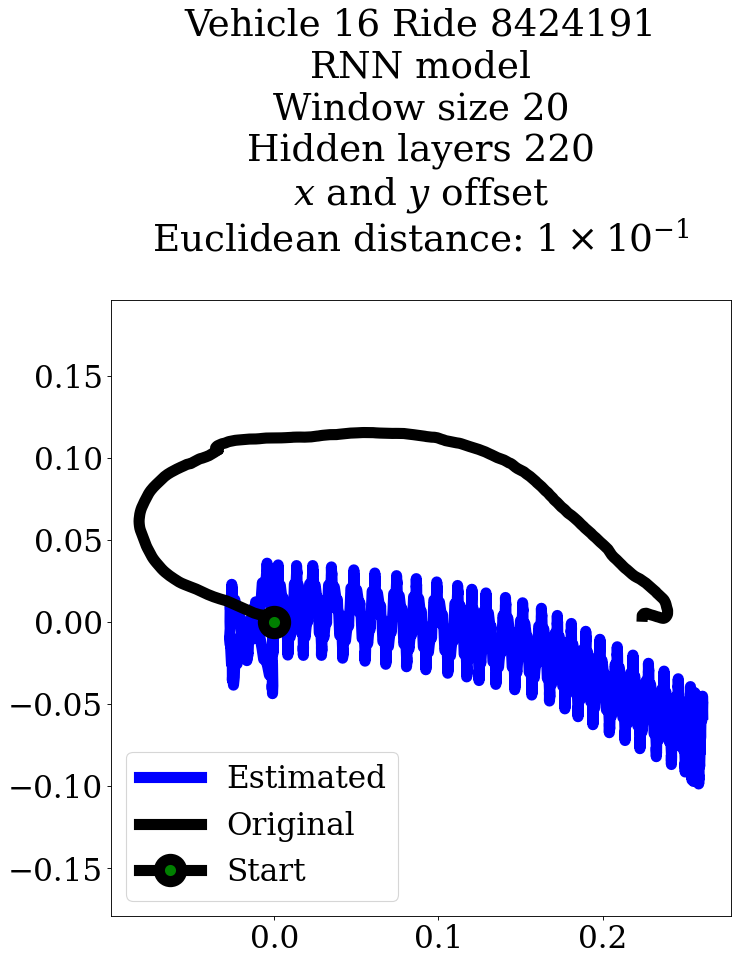 Vehicle 16 Ride 8424191
RNN model
Window size 20
Hidden layers 220
x and y offset
Euclidean distance: 1 × 10⁻¹
0.15
0.10
0.05
0.00
−0.05
−0.10
−0.15
Estimated
Original
Start
0.0 0.1 0.2